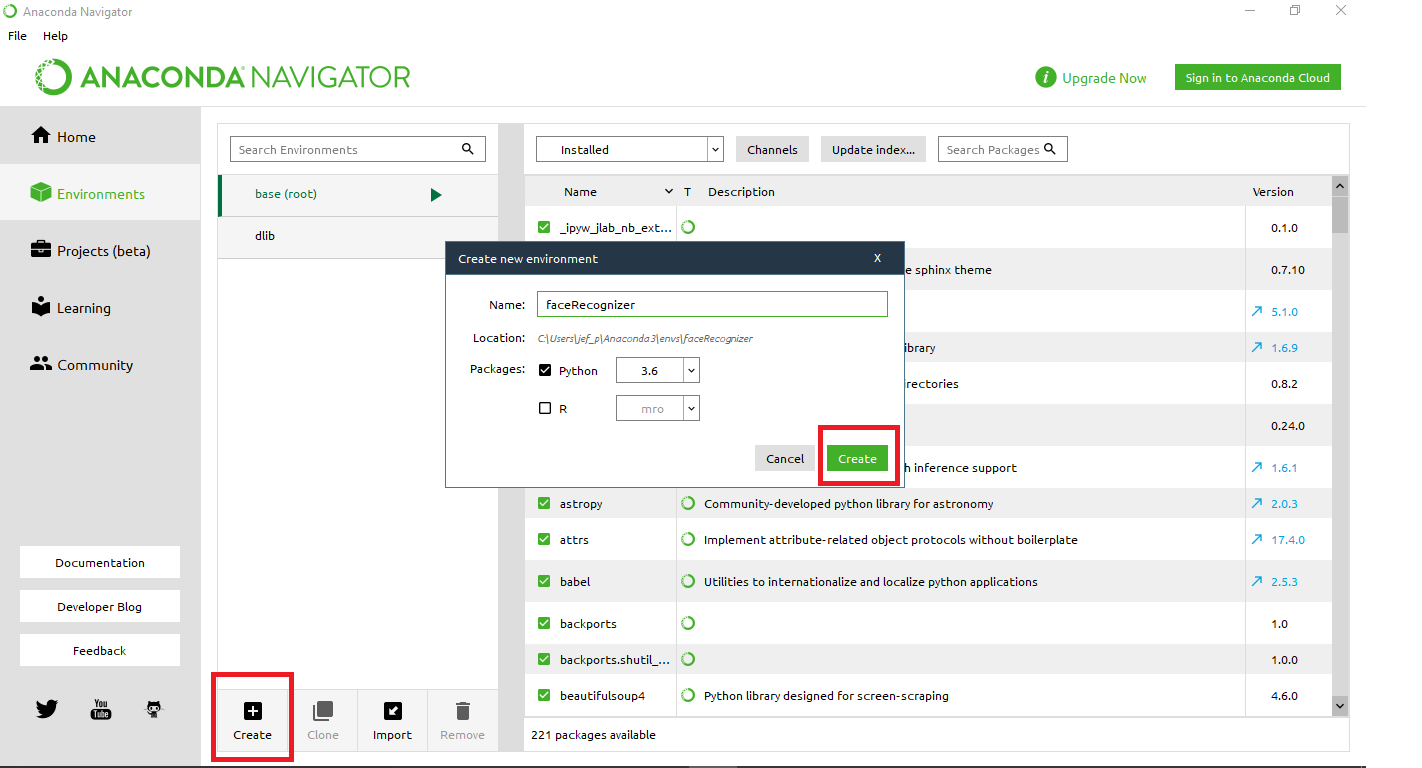 Anaconda Navigator
File Help
ANACONDA NAVIGATOR
Upgrade Now
Sign in to Anaconda Cloud
Home
Environments
Projects (beta)
Learning
Community
Documentation
Developer Blog
Feedback
You Tube
Search Environments
base (root)
dlib
Create Clone Import Remove
Installed Channels Update index... Search Packages
Name T Description Version
_ipyw_jlab_nb_ext... 0.1.0
e sphinx theme 0.7.10
5.1.0
ibrary 1.6.9
irectories 0.8.2
0.24.0
h inference support 1.6.1
astropy Community-developed python library for astronomy 2.0.3
attrs Implement attribute-related object protocols without boilerplate 17.4.0
babel Utilities to internationalize and localize python applications 2.5.3
backports 1.0
backports.shutil_... 1.0.0
beautifulsoup4 Python library designed for screen-scraping 4.6.0
221 packages available
Create new environment X
Name: faceRecognizer
Location: C:\Users\jef_p\Anaconda3\envs\faceRecognizer
Packages: Python 3.6
R mro
Cancel Create